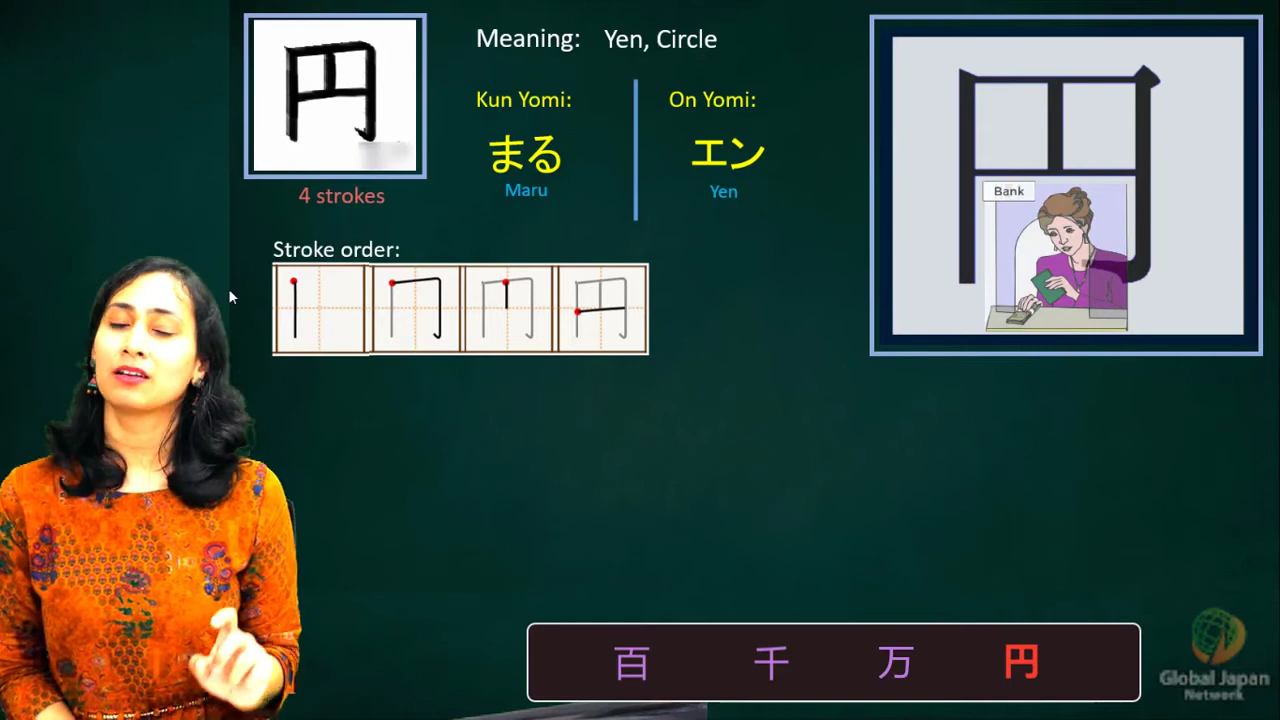 円
4 strokes
Meaning: Yen, Circle
Kun Yomi:
まる
Maru
On Yomi:
エン
Yen
円
Bank
Stroke order:
百 千 万 円
Global Japan
Network